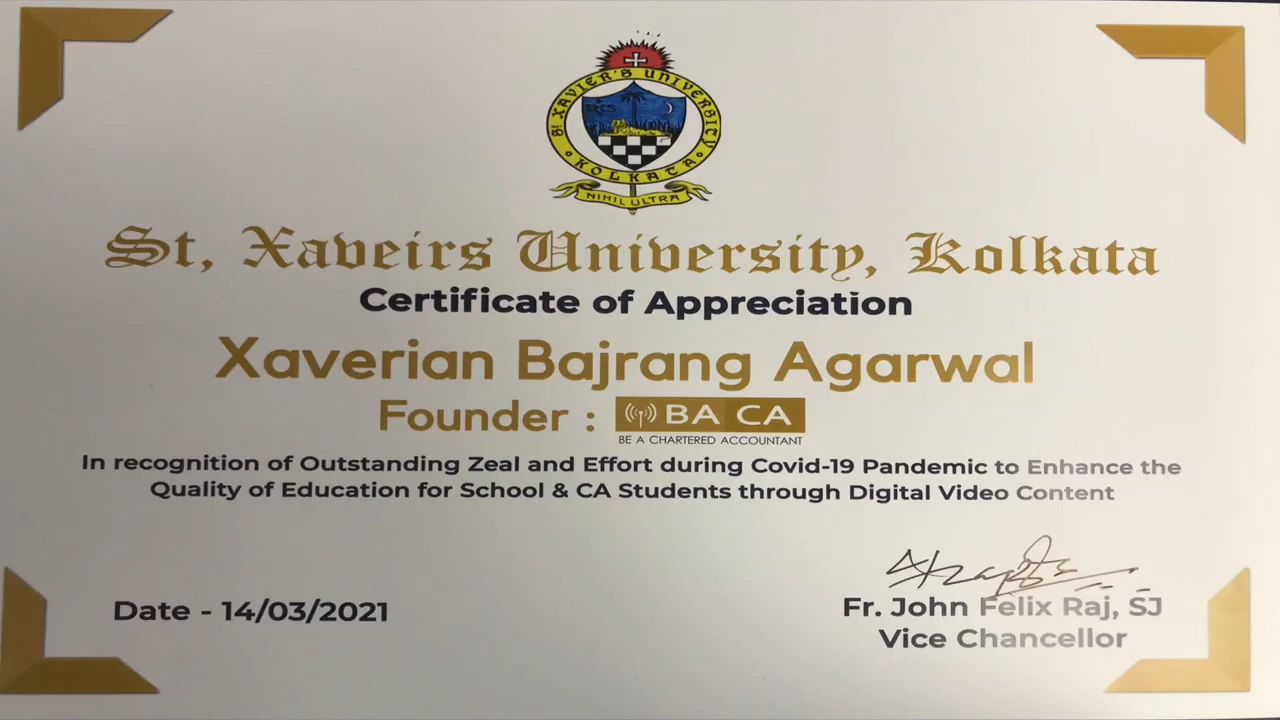 ST XAVIER'S UNIVERSITY
KOLKATA
NIHIL ULTRA
St, Xaveirs University, Kolkata
Certificate of Appreciation
Xaverian Bajrang Agarwal
Founder : BA CA
BE A CHARTERED ACCOUNTANT
In recognition of Outstanding Zeal and Effort during Covid-19 Pandemic to Enhance the
Quality of Education for School & CA Students through Digital Video Content
Date - 14/03/2021
Fr. John Felix Raj, SJ
Vice Chancellor